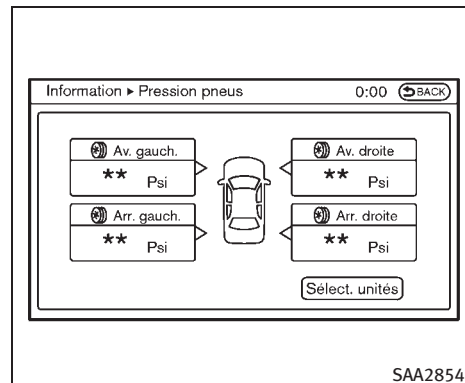 Information ▸ Pression pneus 0:00 BACK
Av. gauch. Av. droite
** Psi ** Psi
Arr. gauch. Arr. droite
** Psi ** Psi
Sélect. unités
SAA2854